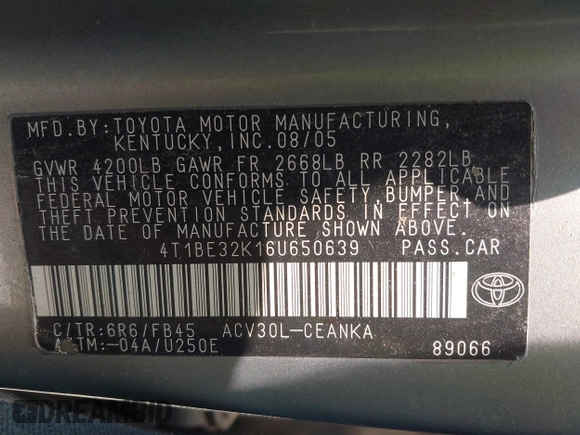 MFD.BY:TOYOTA MOTOR MANUFACTURING,
KENTUCKY,INC.08/05
GVWR 4200LB GAWR FR 2668LB RR 2282LB
THIS VEHICLE CONFORMS TO ALL APPLICABLE
FEDERAL MOTOR VEHICLE SAFETY,BUMPER,AND
THEFT PREVENTION STANDARDS IN EFFECT ON
THE DATE OF MANUFACTURE SHOWN ABOVE.
4T1BE32K16U650639 PASS.CAR
C/TR:6R6/FB45 ACV30L-CEANKA
A/TM:-04A/U250E 89066
DREAMBID